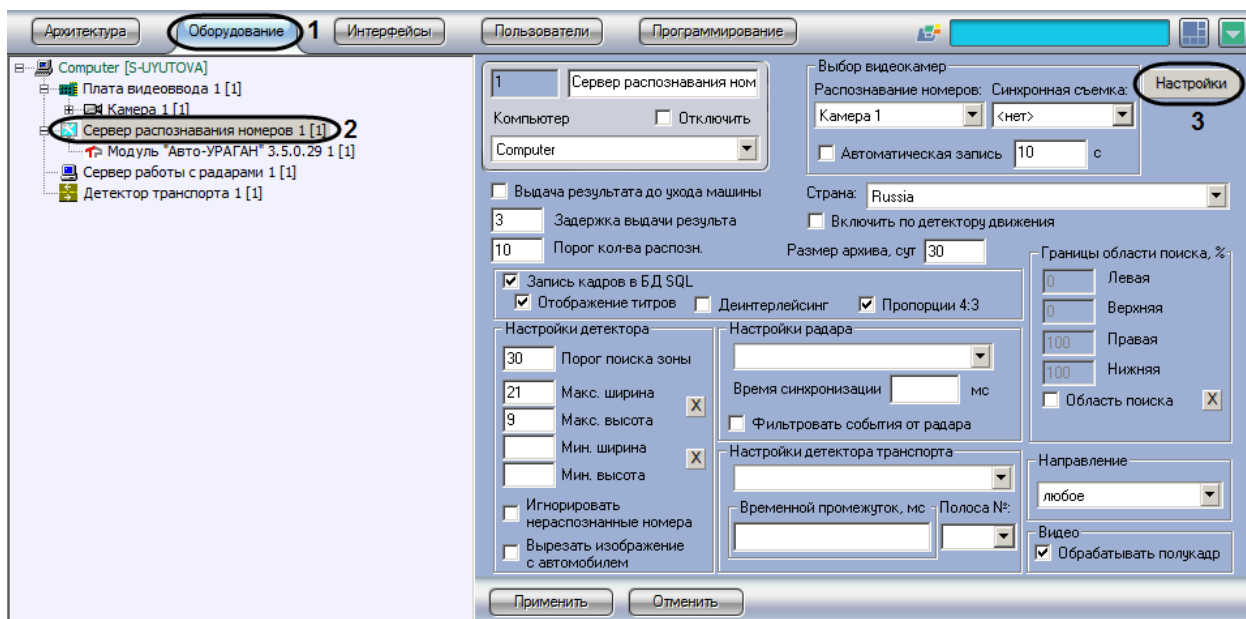 Архитектура Оборудование 1 Интерфейсы Пользователи Программирование
Computer [S-UYUTOVA]
Плата видеоввода 1 [1]
Камера 1 [1]
Сервер распознавания номеров 1 [1] 2
Модуль "Авто-УРАГАН" 3.5.0.29 1 [1]
Сервер работы с радарами 1 [1]
Детектор транспорта 1 [1]
1 Сервер распознавания ном
Компьютер Отключить
Computer
Выбор видеокамер
Распознавание номеров: Синхронная съемка:
Камера 1 <нет>
Автоматическая запись 10 с
Настройки
3
Выдача результата до ухода машины
3 Задержка выдачи результа
10 Порог кол-ва распозн.
Страна: Russia
Включить по детектору движения
Размер архива, сут 30
Запись кадров в БД SQL
Отображение титров Деинтерлейсинг Пропорции 4:3
Границы области поиска, %
0 Левая
0 Верхняя
100 Правая
100 Нижняя
Область поиска X
Настройки детектора
30 Порог поиска зоны
21 Макс. ширина
X
9 Макс. высота
Мин. ширина
X
Мин. высота
Игнорировать
нераспознанные номера
Вырезать изображение
с автомобилем
Настройки радара
Время синхронизации мс
Фильтровать события от радара
Настройки детектора транспорта
Временной промежуток, мс Полоса №:
Направление
любое
Видео
Обрабатывать полукадр
Применить Отменить